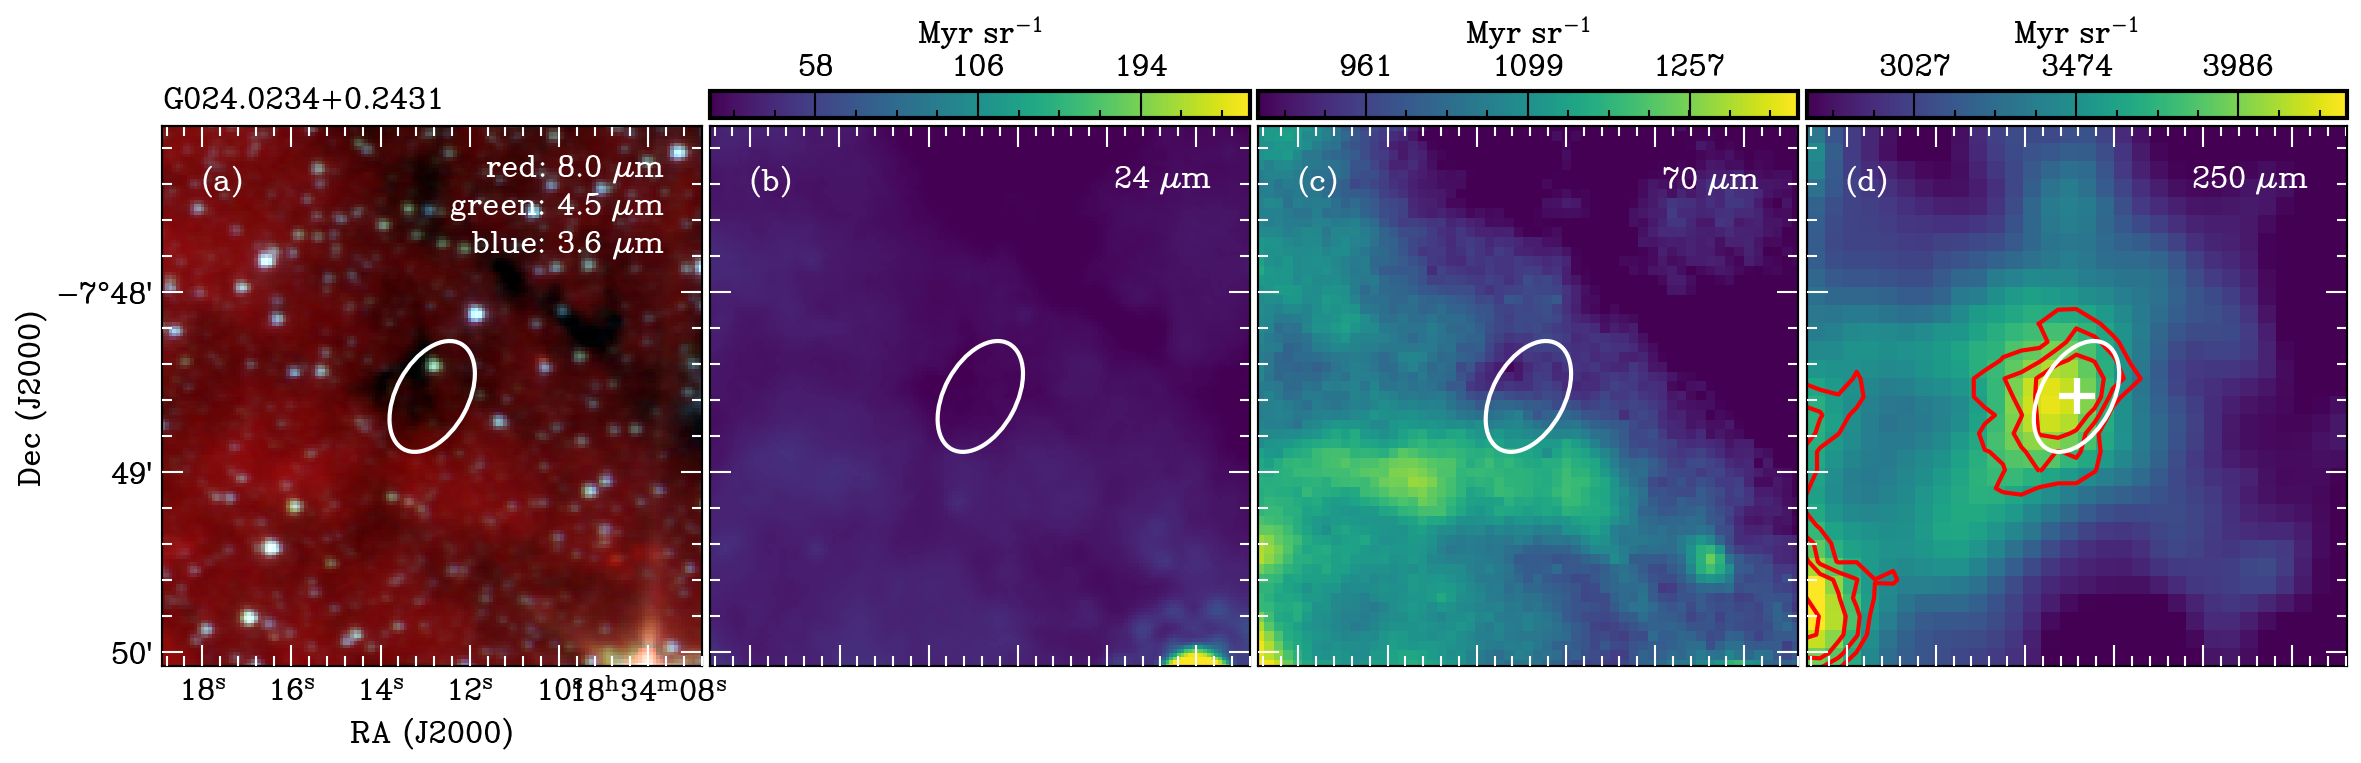 G024.0234+0.2431
(a)
red: 8.0 μm
green: 4.5 μm
blue: 3.6 μm
Dec (J2000)
−7°48'
49'
50'
18ˢ 16ˢ 14ˢ 12ˢ 10ˢ 18ʰ34ᵐ08ˢ
RA (J2000)
Myr sr⁻¹
58 106 194
(b) 24 μm
Myr sr⁻¹
961 1099 1257
(c) 70 μm
Myr sr⁻¹
3027 3474 3986
(d) 250 μm